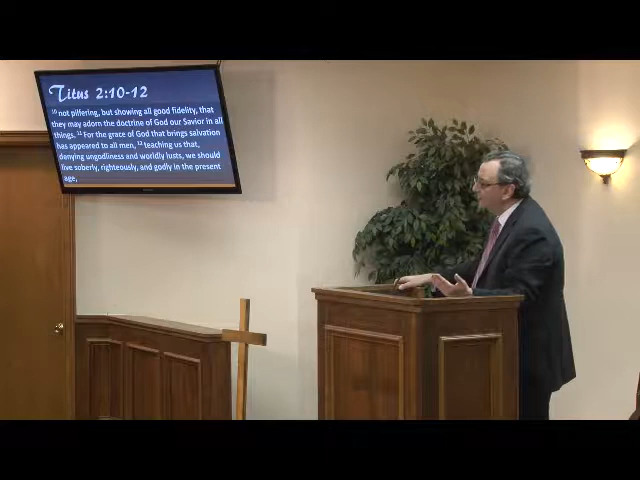 Titus 2:10-12
10 not pilfering, but showing all good fidelity, that
they may adorn the doctrine of God our Savior in all
things. 11 For the grace of God that brings salvation
has appeared to all men, 12 teaching us that,
denying ungodliness and worldly lusts, we should
live soberly, righteously, and godly in the present
age,